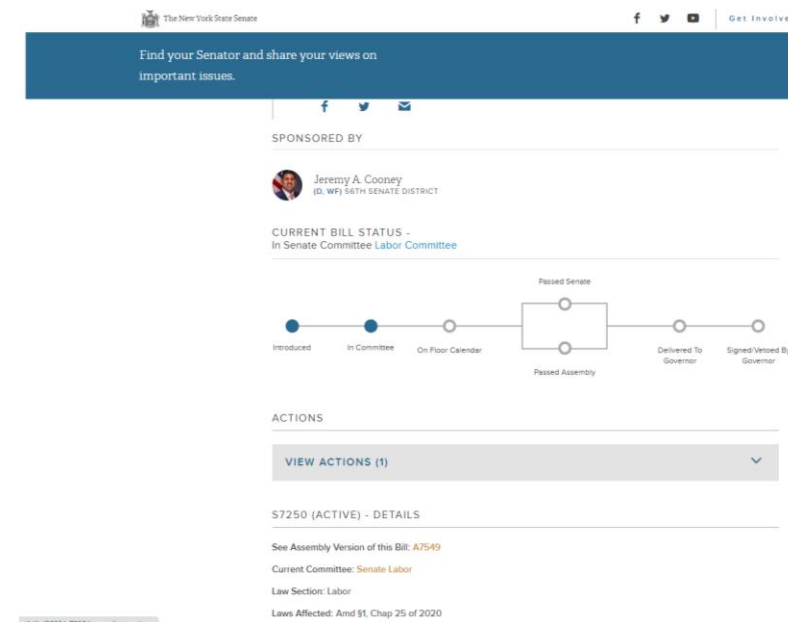 The New York State Senate
Get Involve
Find your Senator and share your views on
important issues.
SPONSORED BY
Jeremy A. Cooney
(D, WF) 56TH SENATE DISTRICT
CURRENT BILL STATUS -
In Senate Committee Labor Committee
Passed Senate
Introduced
In Committee
On Floor Calendar
Passed Assembly
Delivered To
Governor
Signed/Vetoed By
Governor
ACTIONS
VIEW ACTIONS (1)
S7250 (ACTIVE) - DETAILS
See Assembly Version of this Bill: A7549
Current Committee: Senate Labor
Law Section: Labor
Laws Affected: Amd §1, Chap 25 of 2020